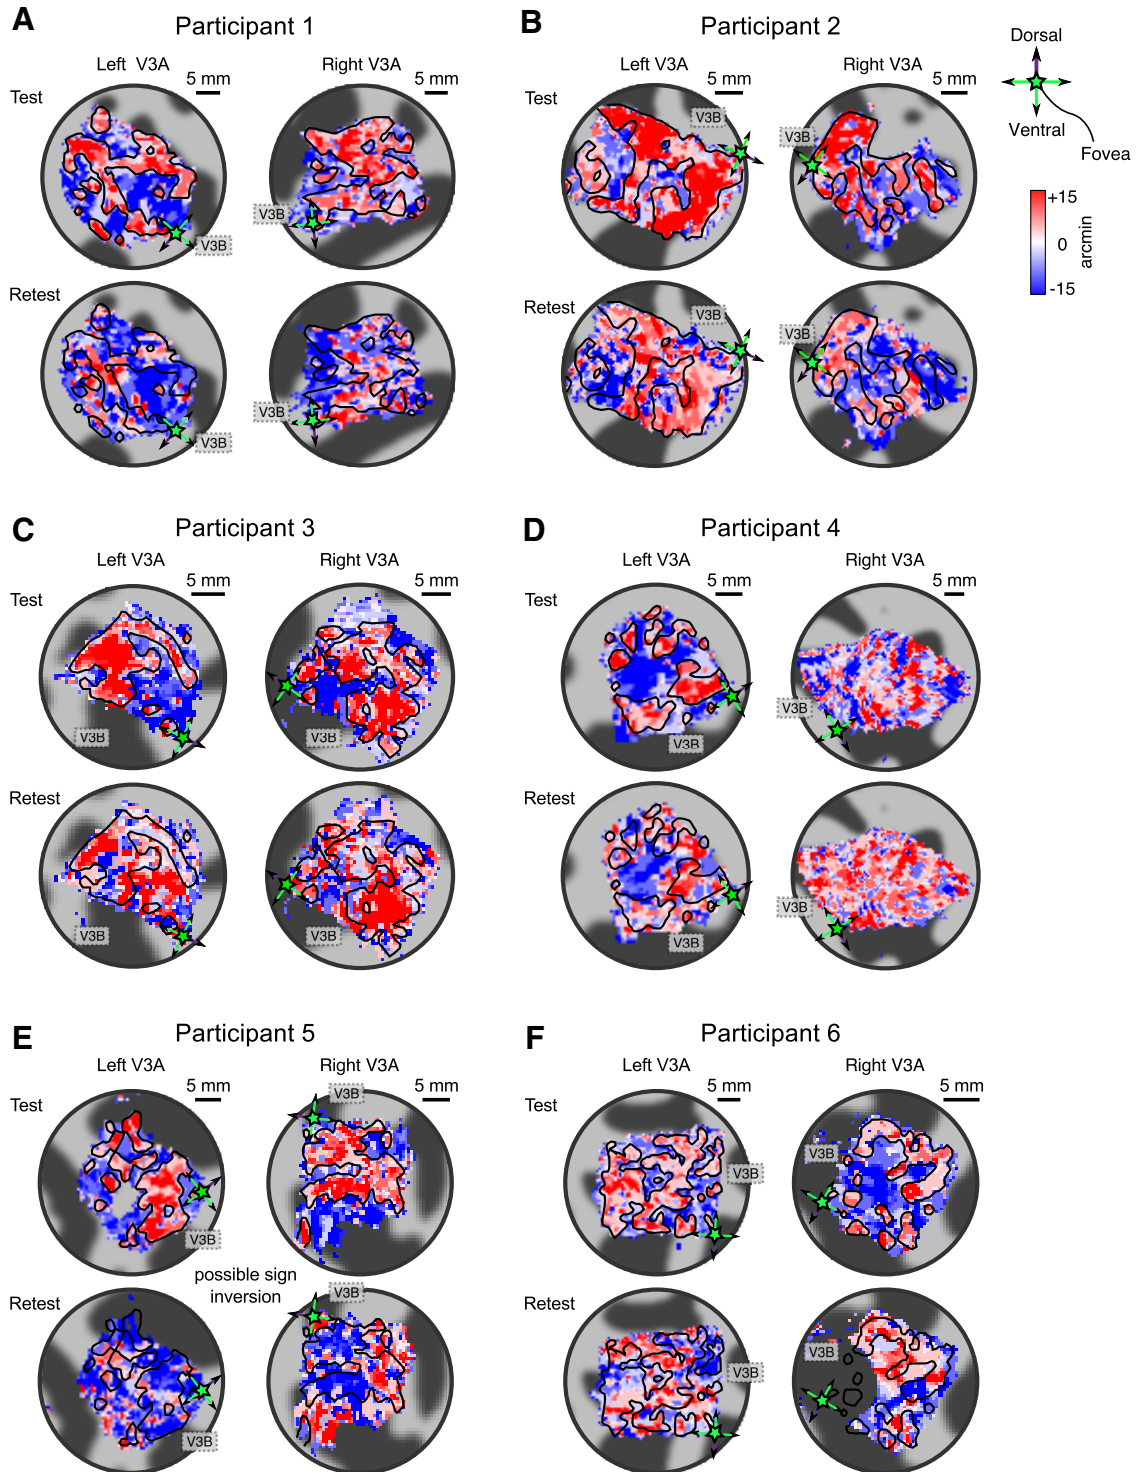 A
Participant 1
Left V3A
Right V3A
5 mm
5 mm
Test
V3B
V3B
Retest
V3B
V3B
B
Participant 2
Left V3A
Right V3A
5 mm
5 mm
Test
V3B
V3B
Retest
V3B
V3B
Dorsal
Ventral
Fovea
+15
0
-15
arcmin
C
Participant 3
Left V3A
Right V3A
5 mm
5 mm
Test
V3B
V3B
Retest
V3B
V3B
D
Participant 4
Left V3A
Right V3A
5 mm
5 mm
Test
V3B
V3B
Retest
V3B
V3B
E
Participant 5
Left V3A
Right V3A
5 mm
5 mm
Test
V3B
V3B
possible sign
inversion
Retest
V3B
V3B
F
Participant 6
Left V3A
Right V3A
5 mm
5 mm
Test
V3B
V3B
Retest
V3B
V3B